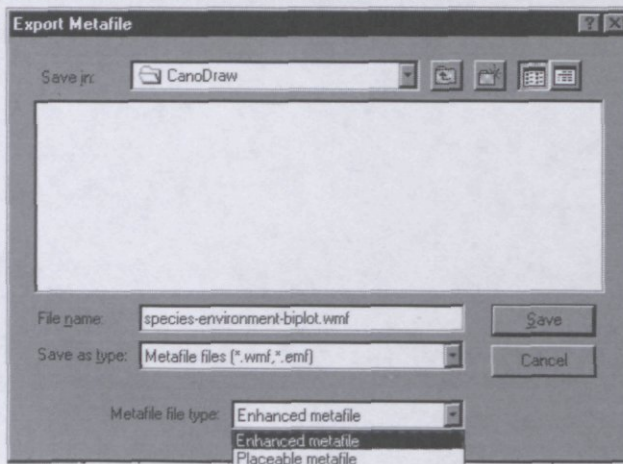 Export Metafile
Save in: CanoDraw
File name: species-environment-biplot.wmf Save
Save as type: Metafile files (*.wmf,*.emf) Cancel
Metafile file type: Enhanced metafile
Enhanced metafile
Placeable metafile